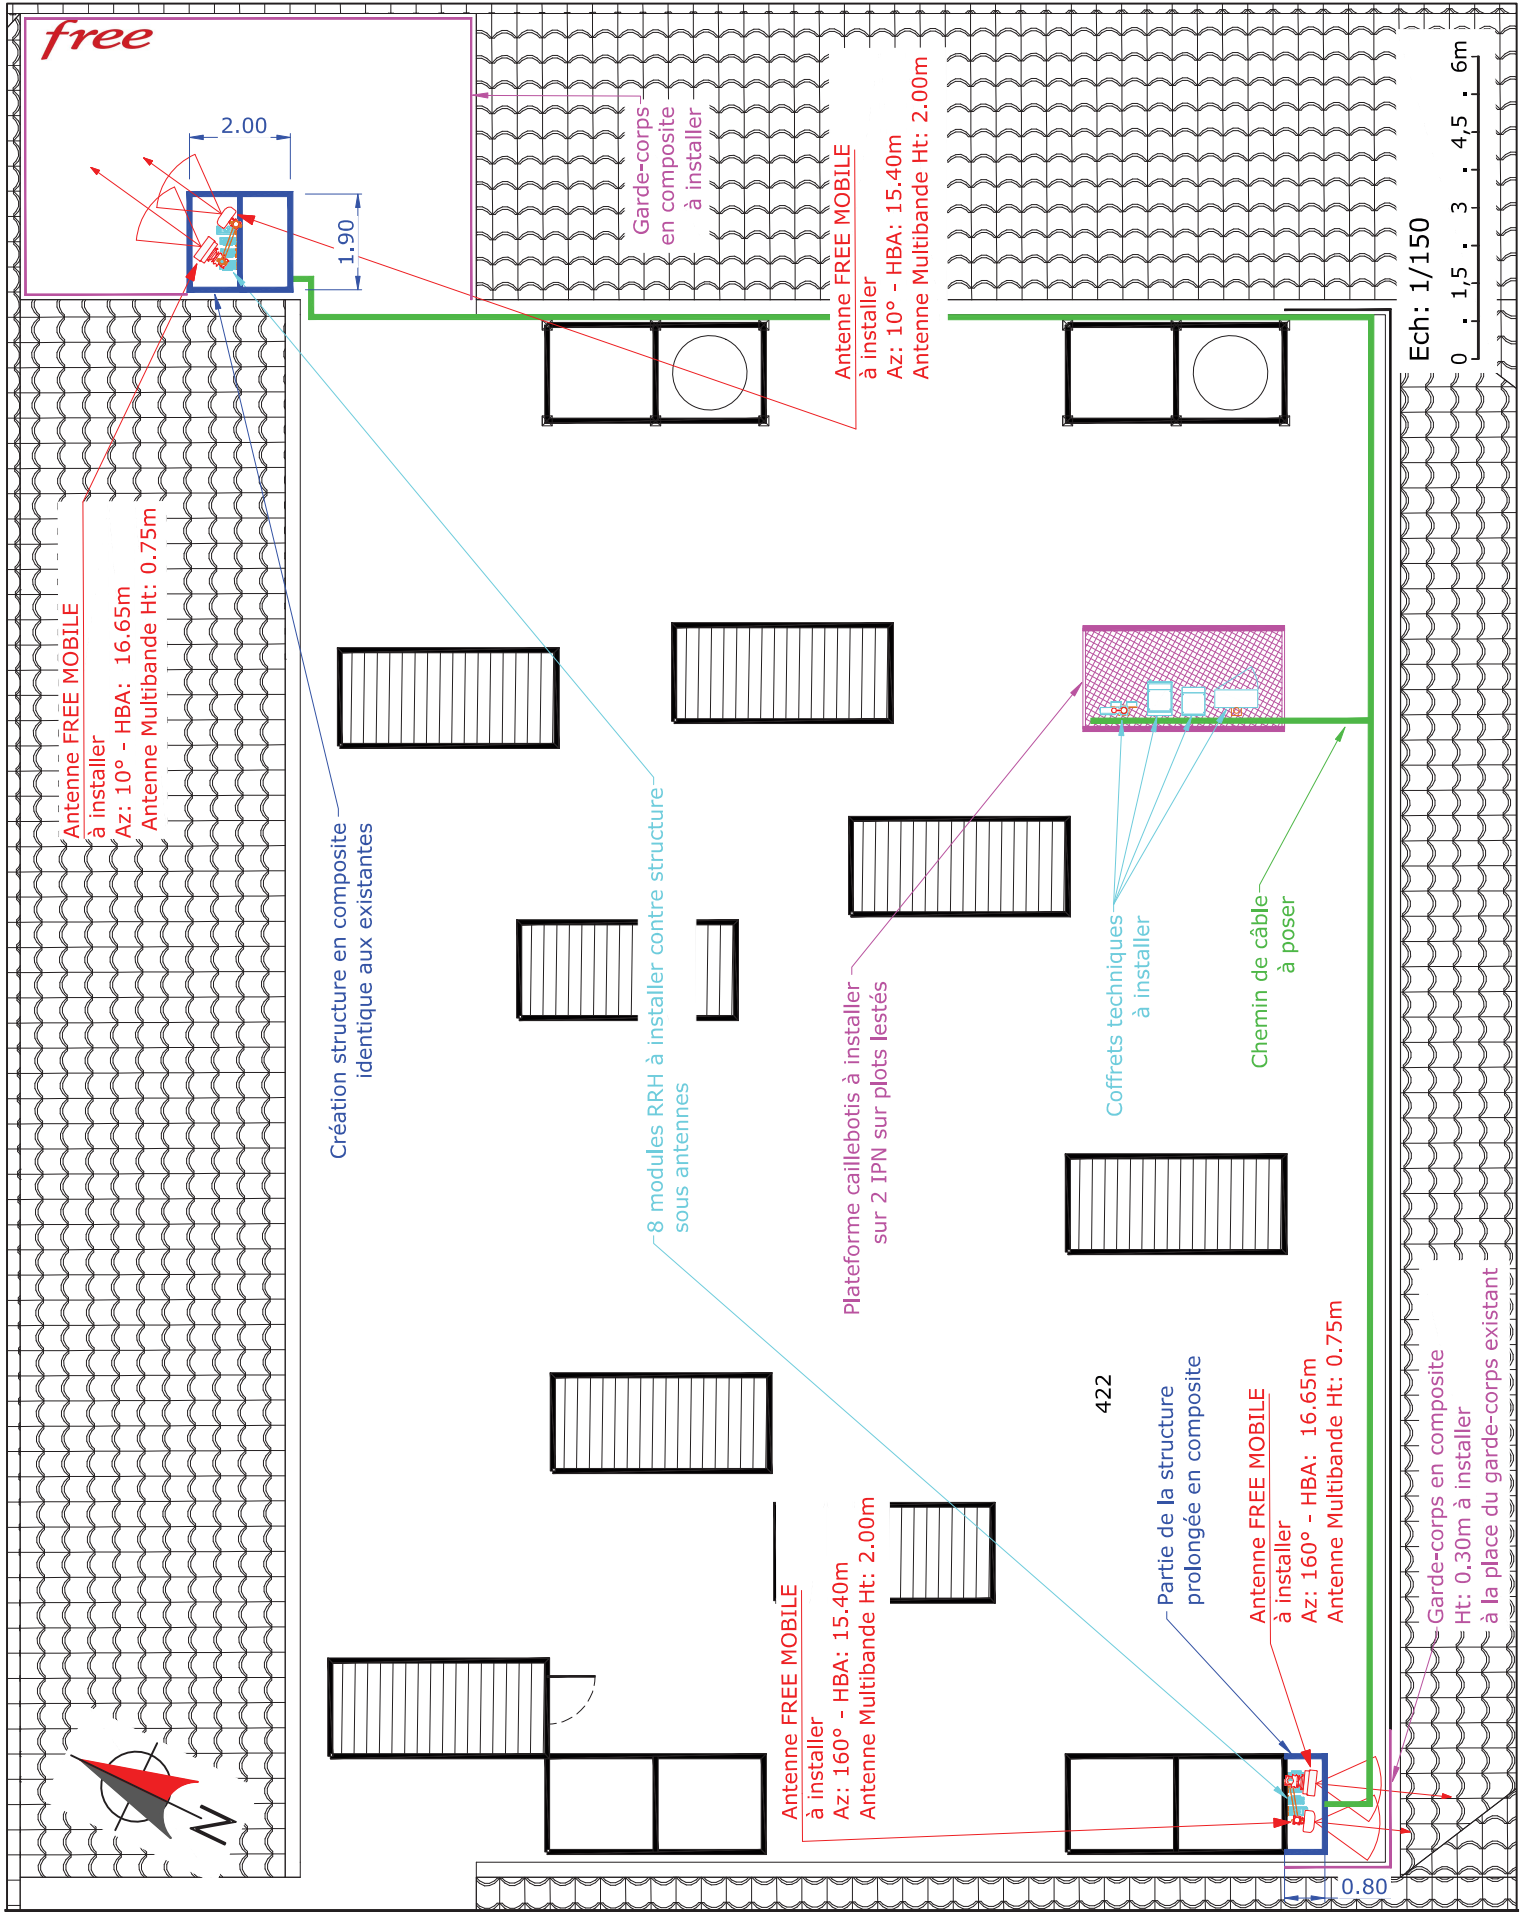 free
2.00
1.90
Garde-corps
en composite
à installer
Antenne FREE MOBILE
à installer
Az: 10° - HBA: 15.40m
Antenne Multibande Ht: 2.00m
Ech: 1/150
0 . 1,5 . 3 . 4,5 . 6m
Antenne FREE MOBILE
à installer
Az: 10° - HBA: 16.65m
Antenne Multibande Ht: 0.75m
Création structure en composite
identique aux existantes
8 modules RRH à installer contre structure
sous antennes
Plateforme caillebotis à installer
sur 2 IPN sur plots lestés
Coffrets techniques
à installer
Chemin de câble
à poser
422
Antenne FREE MOBILE
à installer
Az: 160° - HBA: 15.40m
Antenne Multibande Ht: 2.00m
Partie de la structure
prolongée en composite
Antenne FREE MOBILE
à installer
Az: 160° - HBA: 16.65m
Antenne Multibande Ht: 0.75m
Garde-corps en composite
Ht: 0.30m à installer
à la place du garde-corps existant
0.80
N